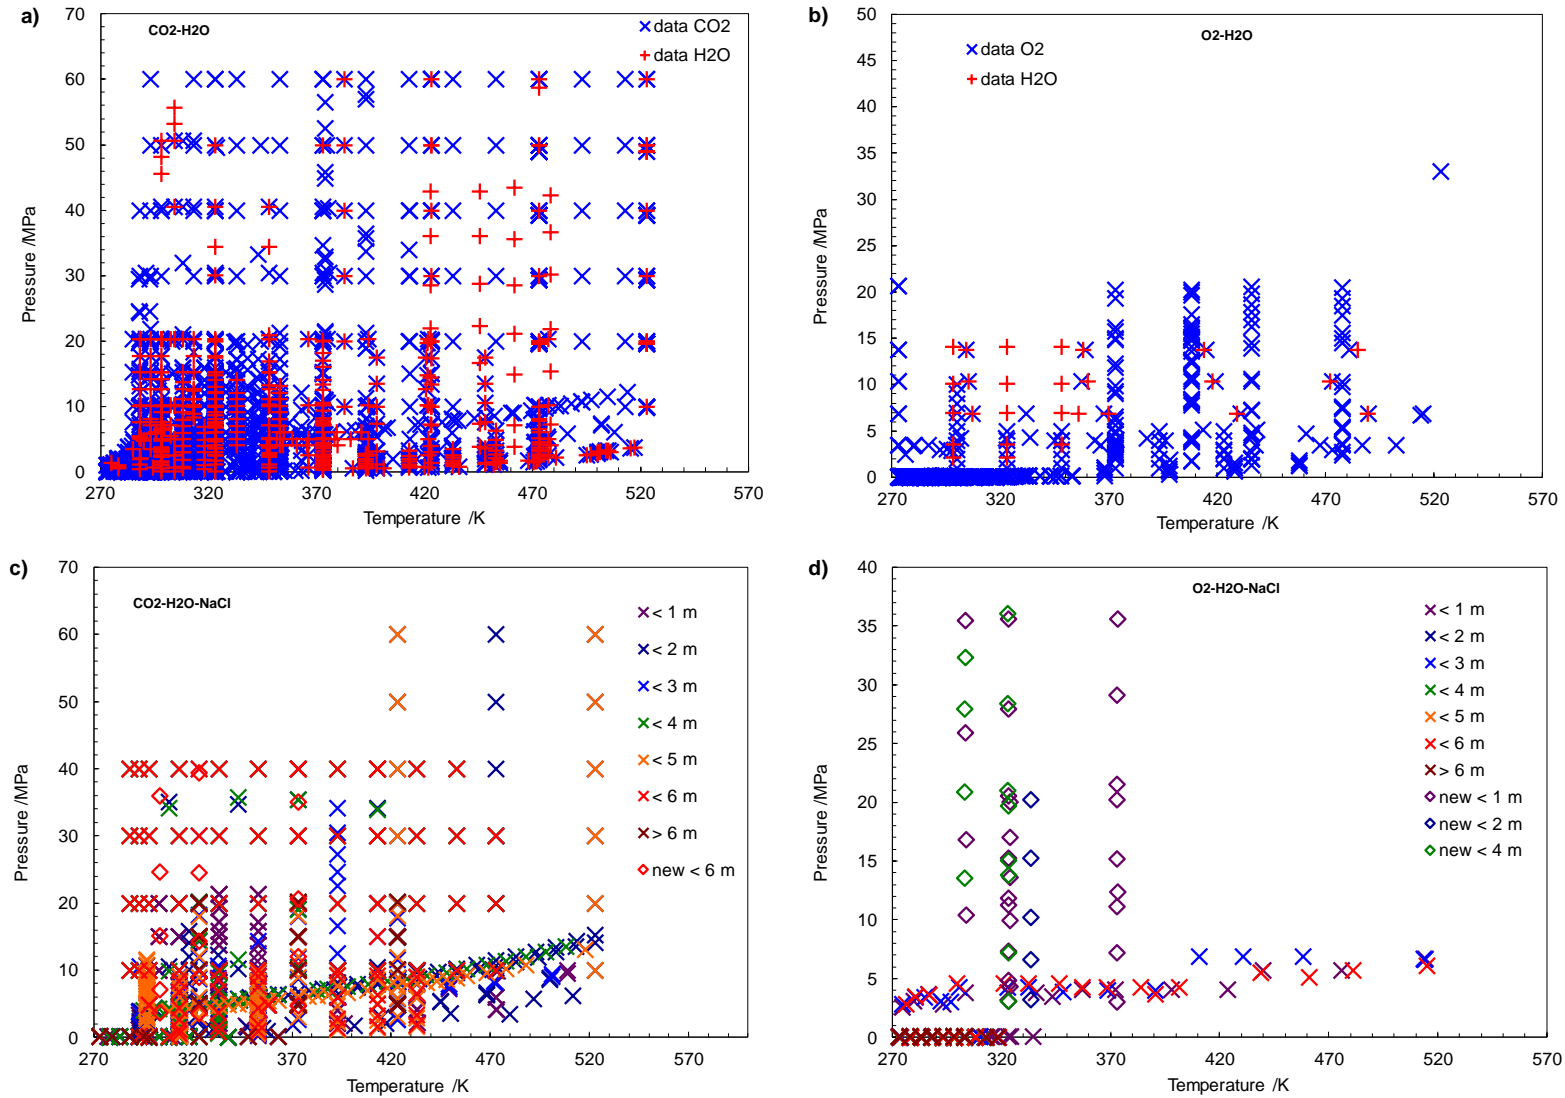 a)
CO2-H2O
data CO2
data H2O
70
60
50
40
30
20
10
0
Pressure /MPa
270
320
370
420
470
520
570
Temperature /K
b)
O2-H2O
data O2
data H2O
50
45
40
35
30
25
20
15
10
5
0
Pressure /MPa
270
320
370
420
470
520
570
Temperature /K
c)
CO2-H2O-NaCl
< 1 m
< 2 m
< 3 m
< 4 m
< 5 m
< 6 m
> 6 m
new < 6 m
70
60
50
40
30
20
10
0
Pressure /MPa
270
320
370
420
470
520
570
Temperature /K
d)
O2-H2O-NaCl
< 1 m
< 2 m
< 3 m
< 4 m
< 5 m
< 6 m
> 6 m
new < 1 m
new < 2 m
new < 4 m
40
35
30
25
20
15
10
5
0
Pressure /MPa
270
320
370
420
470
520
570
Temperature /K